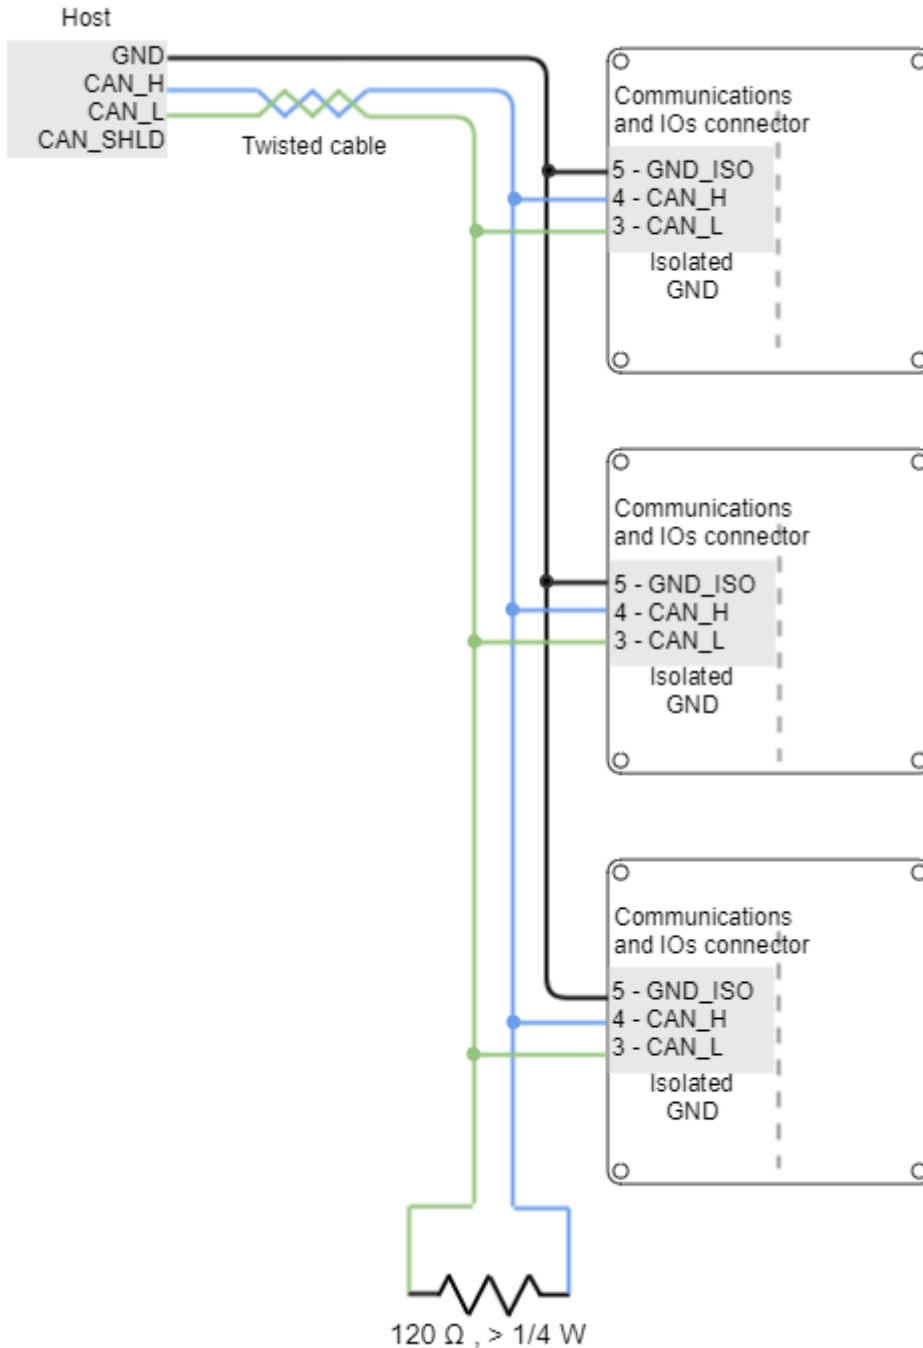 Host
GND
CAN_H
CAN_L
CAN_SHLD
Twisted cable
Communications
and IOs connector
5 - GND_ISO
4 - CAN_H
3 - CAN_L
Isolated
GND
Communications
and IOs connector
5 - GND_ISO
4 - CAN_H
3 - CAN_L
Isolated
GND
Communications
and IOs connector
5 - GND_ISO
4 - CAN_H
3 - CAN_L
Isolated
GND
120 Ω , > 1/4 W